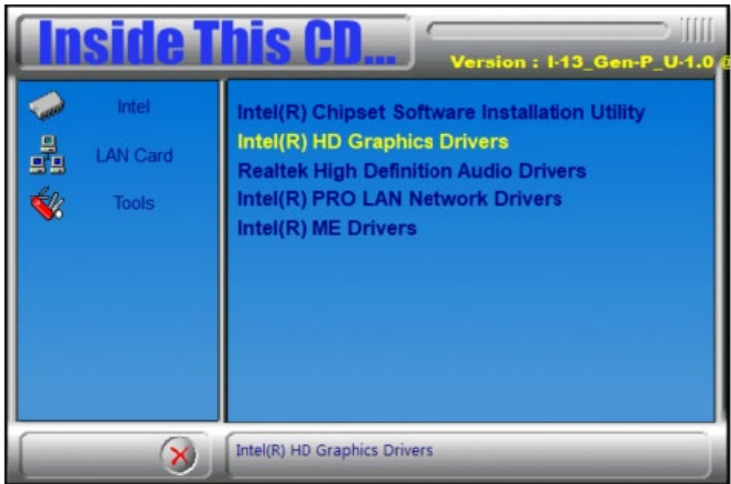 Inside This CD...
Version : I-13_Gen-P_U-1.0 @
Intel
LAN Card
Tools
Intel(R) Chipset Software Installation Utility
Intel(R) HD Graphics Drivers
Realtek High Definition Audio Drivers
Intel(R) PRO LAN Network Drivers
Intel(R) ME Drivers
Intel(R) HD Graphics Drivers